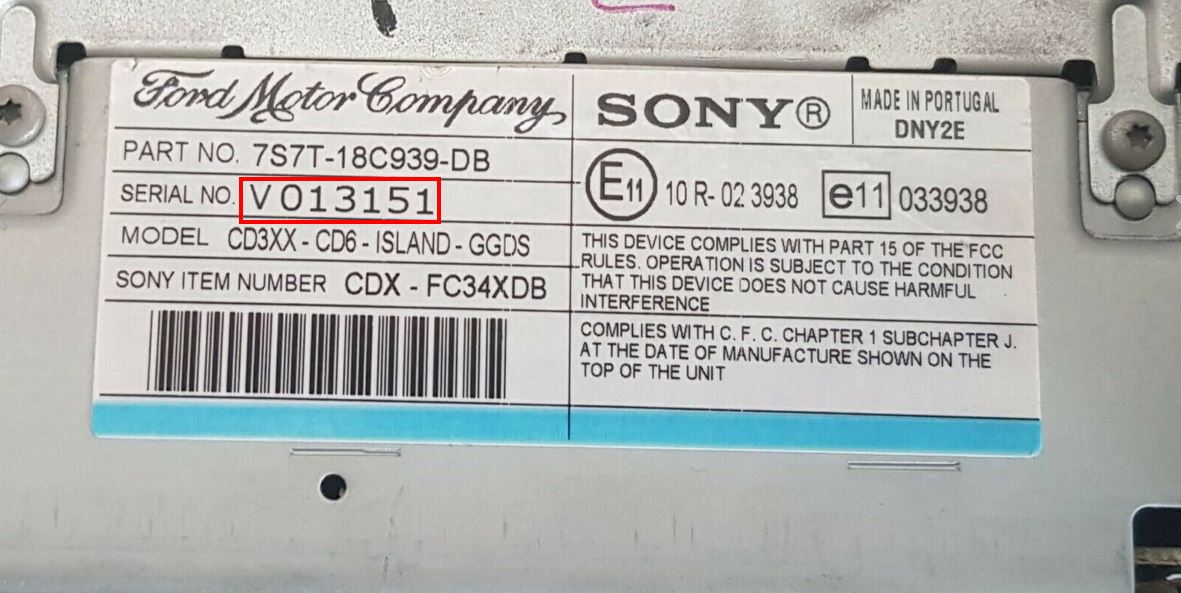 Ford Motor Company
PART NO. 7S7T-18C939-DB
SERIAL NO. V013151
MODEL CD3XX - CD6 - ISLAND - GGDS
SONY ITEM NUMBER CDX - FC34XDB
SONY®
MADE IN PORTUGAL
DNY2E
E11 10 R- 02 3938 e11 033938
THIS DEVICE COMPLIES WITH PART 15 OF THE FCC
RULES. OPERATION IS SUBJECT TO THE CONDITION
THAT THIS DEVICE DOES NOT CAUSE HARMFUL
INTERFERENCE
COMPLIES WITH C. F. C. CHAPTER 1 SUBCHAPTER J.
AT THE DATE OF MANUFACTURE SHOWN ON THE
TOP OF THE UNIT